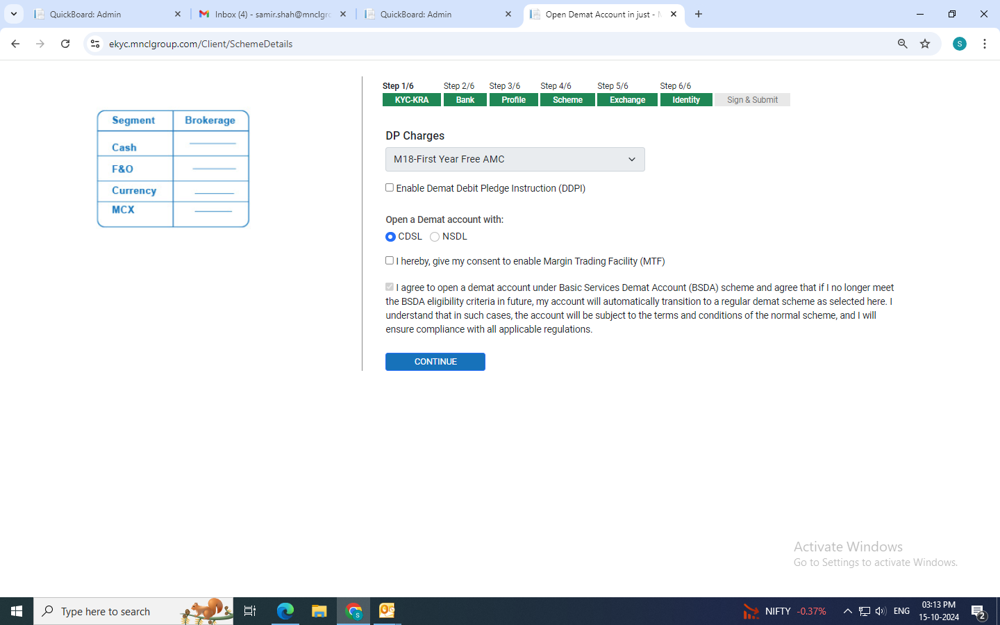 QuickBoard: Admin
Inbox (4) - samir.shah@mnclgro
QuickBoard: Admin
Open Demat Account in just - M
ekyc.mnclgroup.com/Client/SchemeDetails
S
Segment Brokerage
Cash
F&O
Currency
MCX
Step 1/6 Step 2/6 Step 3/6 Step 4/6 Step 5/6 Step 6/6
KYC-KRA Bank Profile Scheme Exchange Identity Sign & Submit
DP Charges
M18-First Year Free AMC
Enable Demat Debit Pledge Instruction (DDPI)
Open a Demat account with:
CDSL NSDL
I hereby, give my consent to enable Margin Trading Facility (MTF)
I agree to open a demat account under Basic Services Demat Account (BSDA) scheme and agree that if I no longer meet
the BSDA eligibility criteria in future, my account will automatically transition to a regular demat scheme as selected here. I
understand that in such cases, the account will be subject to the terms and conditions of the normal scheme, and I will
ensure compliance with all applicable regulations.
CONTINUE
Activate Windows
Go to Settings to activate Windows.
Type here to search
S
NIFTY -0.37%
ENG
03:13 PM
15-10-2024
2